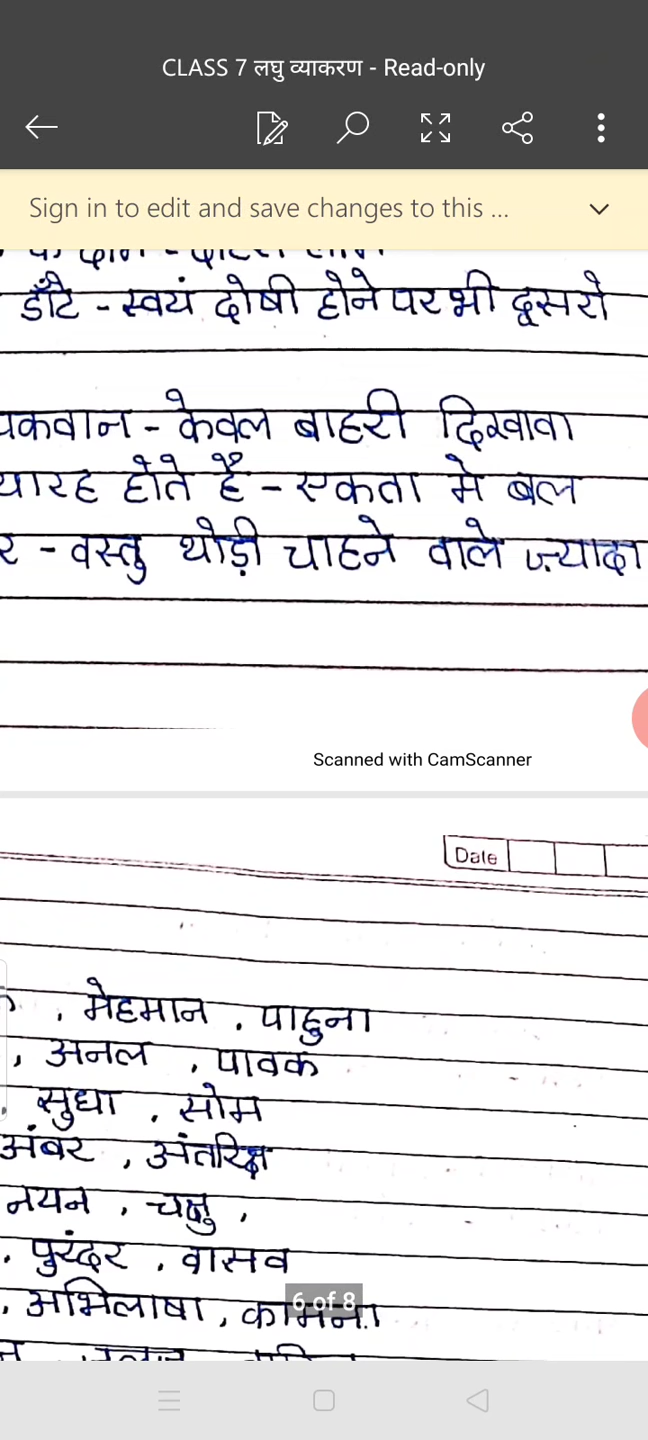 CLASS 7 लघु व्याकरण - Read-only
Sign in to edit and save changes to this ...
डाँटे - स्वयं दोषी होने पर भी दूसरो
पकवान - केवल बाहरी दिखावा
यारह होते हैं - एकता मे बल
र - वस्तु थोड़ी चाहने वाले ज़्यादा
Scanned with CamScanner
Date
, मेहमान , पाहुना
, अनल , पावक
, सुधा , सोम
अंबर , अंतरिक्ष
नयन , चक्षु ,
, पुरंदर , वासव
, अभिलाषा , कामना
6 of 8